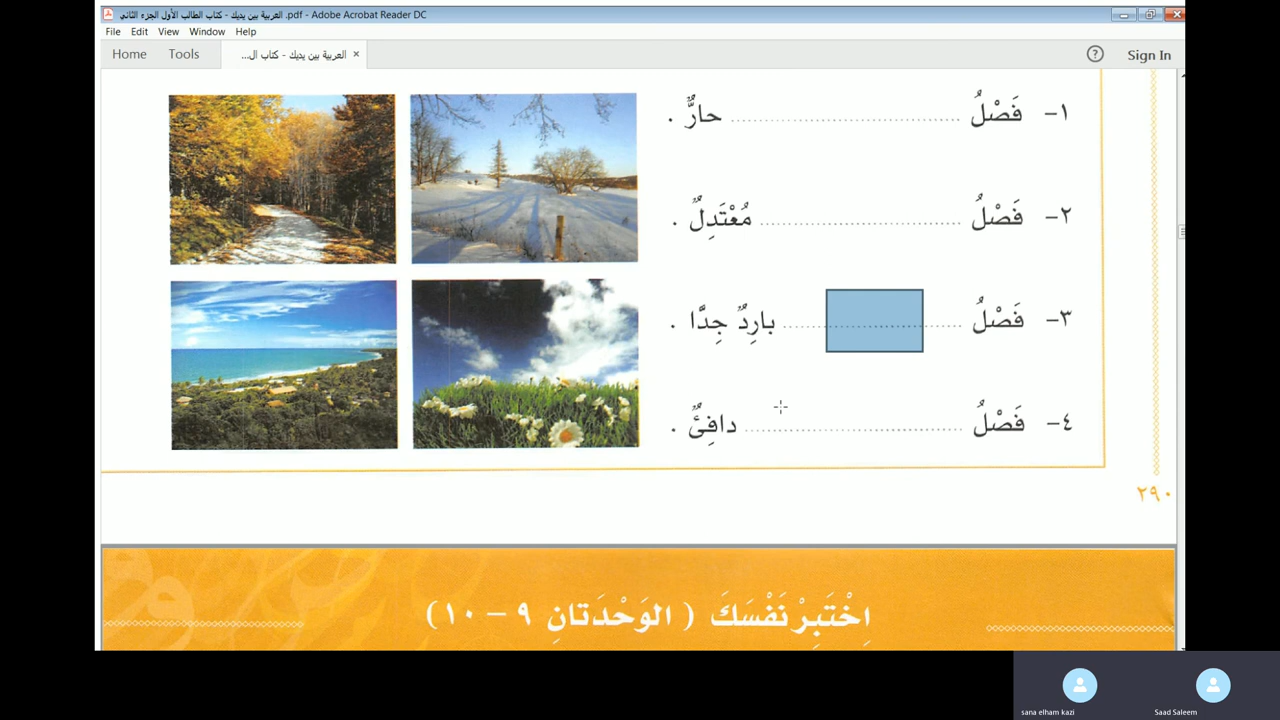 العربية بين يديك - كتاب الطالب الأول الجزء الثاني .pdf - Adobe Acrobat Reader DC
File Edit View Window Help
Home Tools العربية بين يديك - كتاب ال... × ? Sign In
١- فَصْلُ .................... حارٌّ .
٢- فَصْلُ .................... مُعْتَدِلٌ .
٣- فَصْلُ .................... بارِدٌ جِدَّا .
٤- فَصْلُ .................... دافِئٌ .
٢٩٠
اِخْتَبِرْ نَفْسَكَ ( الوَحْدَتانِ ٩ – ١٠)
sana elham kazi
Saad Saleem